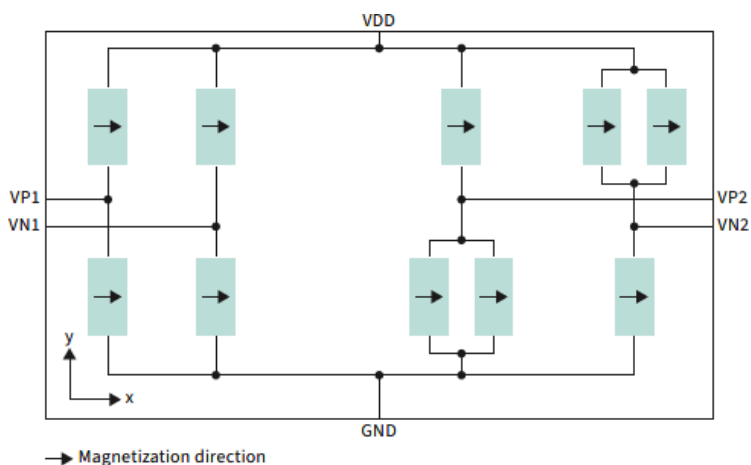 VDD
VP1
VN1
VP2
VN2
y
x
GND
Magnetization direction